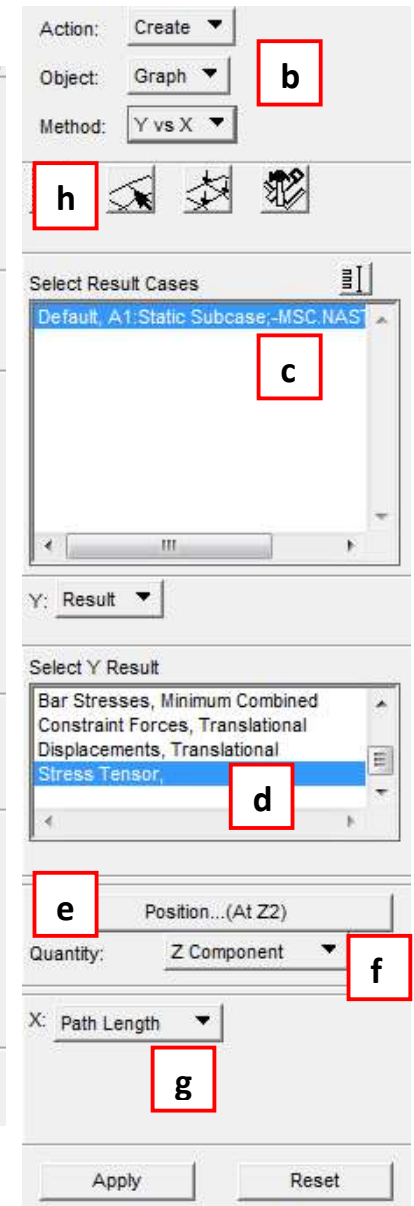 Action: Create
Object: Graph b
Method: Y vs X
h
Select Result Cases
Default, A1:Static Subcase;-MSC.NAST
c
Y: Result
Select Y Result
Bar Stresses, Minimum Combined
Constraint Forces, Translational
Displacements, Translational
Stress Tensor,
d
e Position...(At Z2)
Quantity: Z Component f
X: Path Length
g
Apply Reset